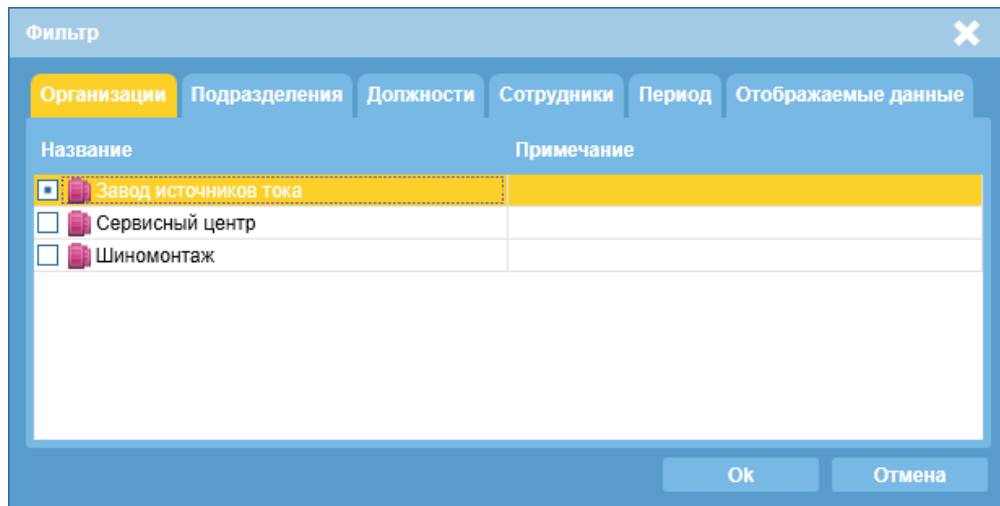 Фильтр
Организации Подразделения Должности Сотрудники Период Отображаемые данные
Название Примечание
Завод источников тока
Сервисный центр
Шиномонтаж
Ok Отмена